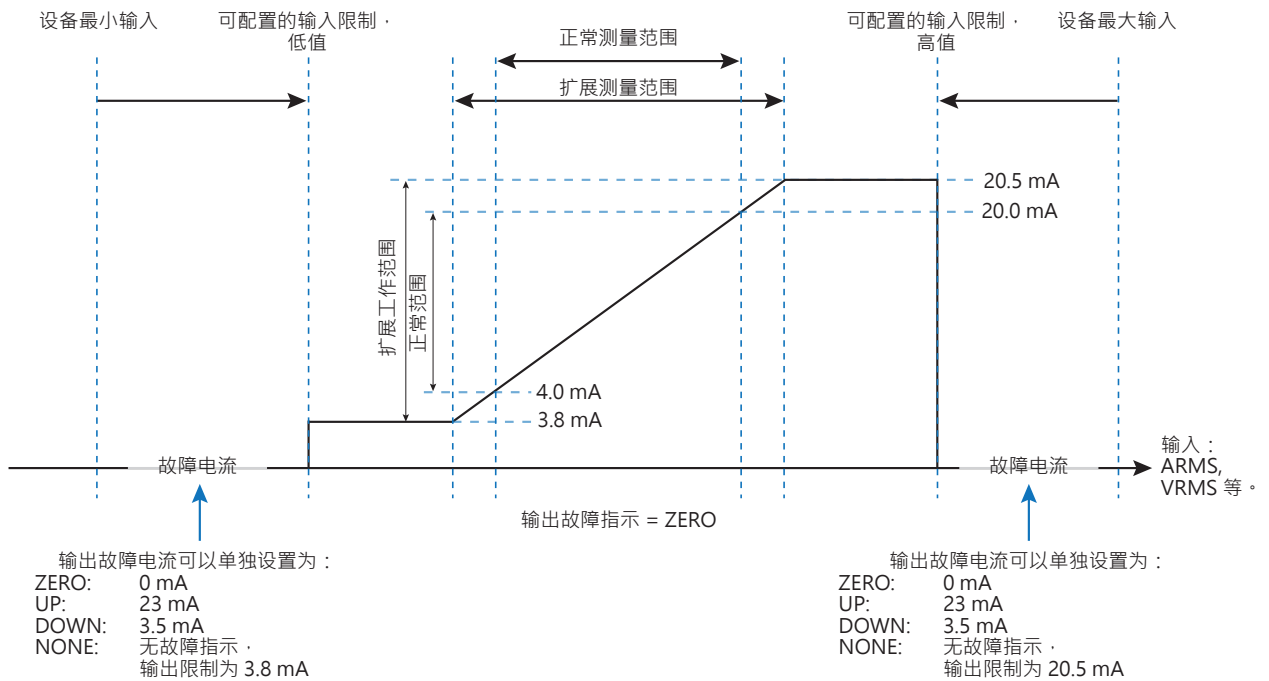 设备最小输入
可配置的输入限制，
低值
正常测量范围
扩展测量范围
可配置的输入限制，
高值
设备最大输入
20.5 mA
20.0 mA
扩展工作范围
正常范围
4.0 mA
3.8 mA
故障电流
故障电流
输入：
ARMS,
VRMS 等。
输出故障指示 = ZERO
输出故障电流可以单独设置为：
ZERO: 0 mA
UP: 23 mA
DOWN: 3.5 mA
NONE: 无故障指示，
输出限制为 3.8 mA
输出故障电流可以单独设置为：
ZERO: 0 mA
UP: 23 mA
DOWN: 3.5 mA
NONE: 无故障指示，
输出限制为 20.5 mA